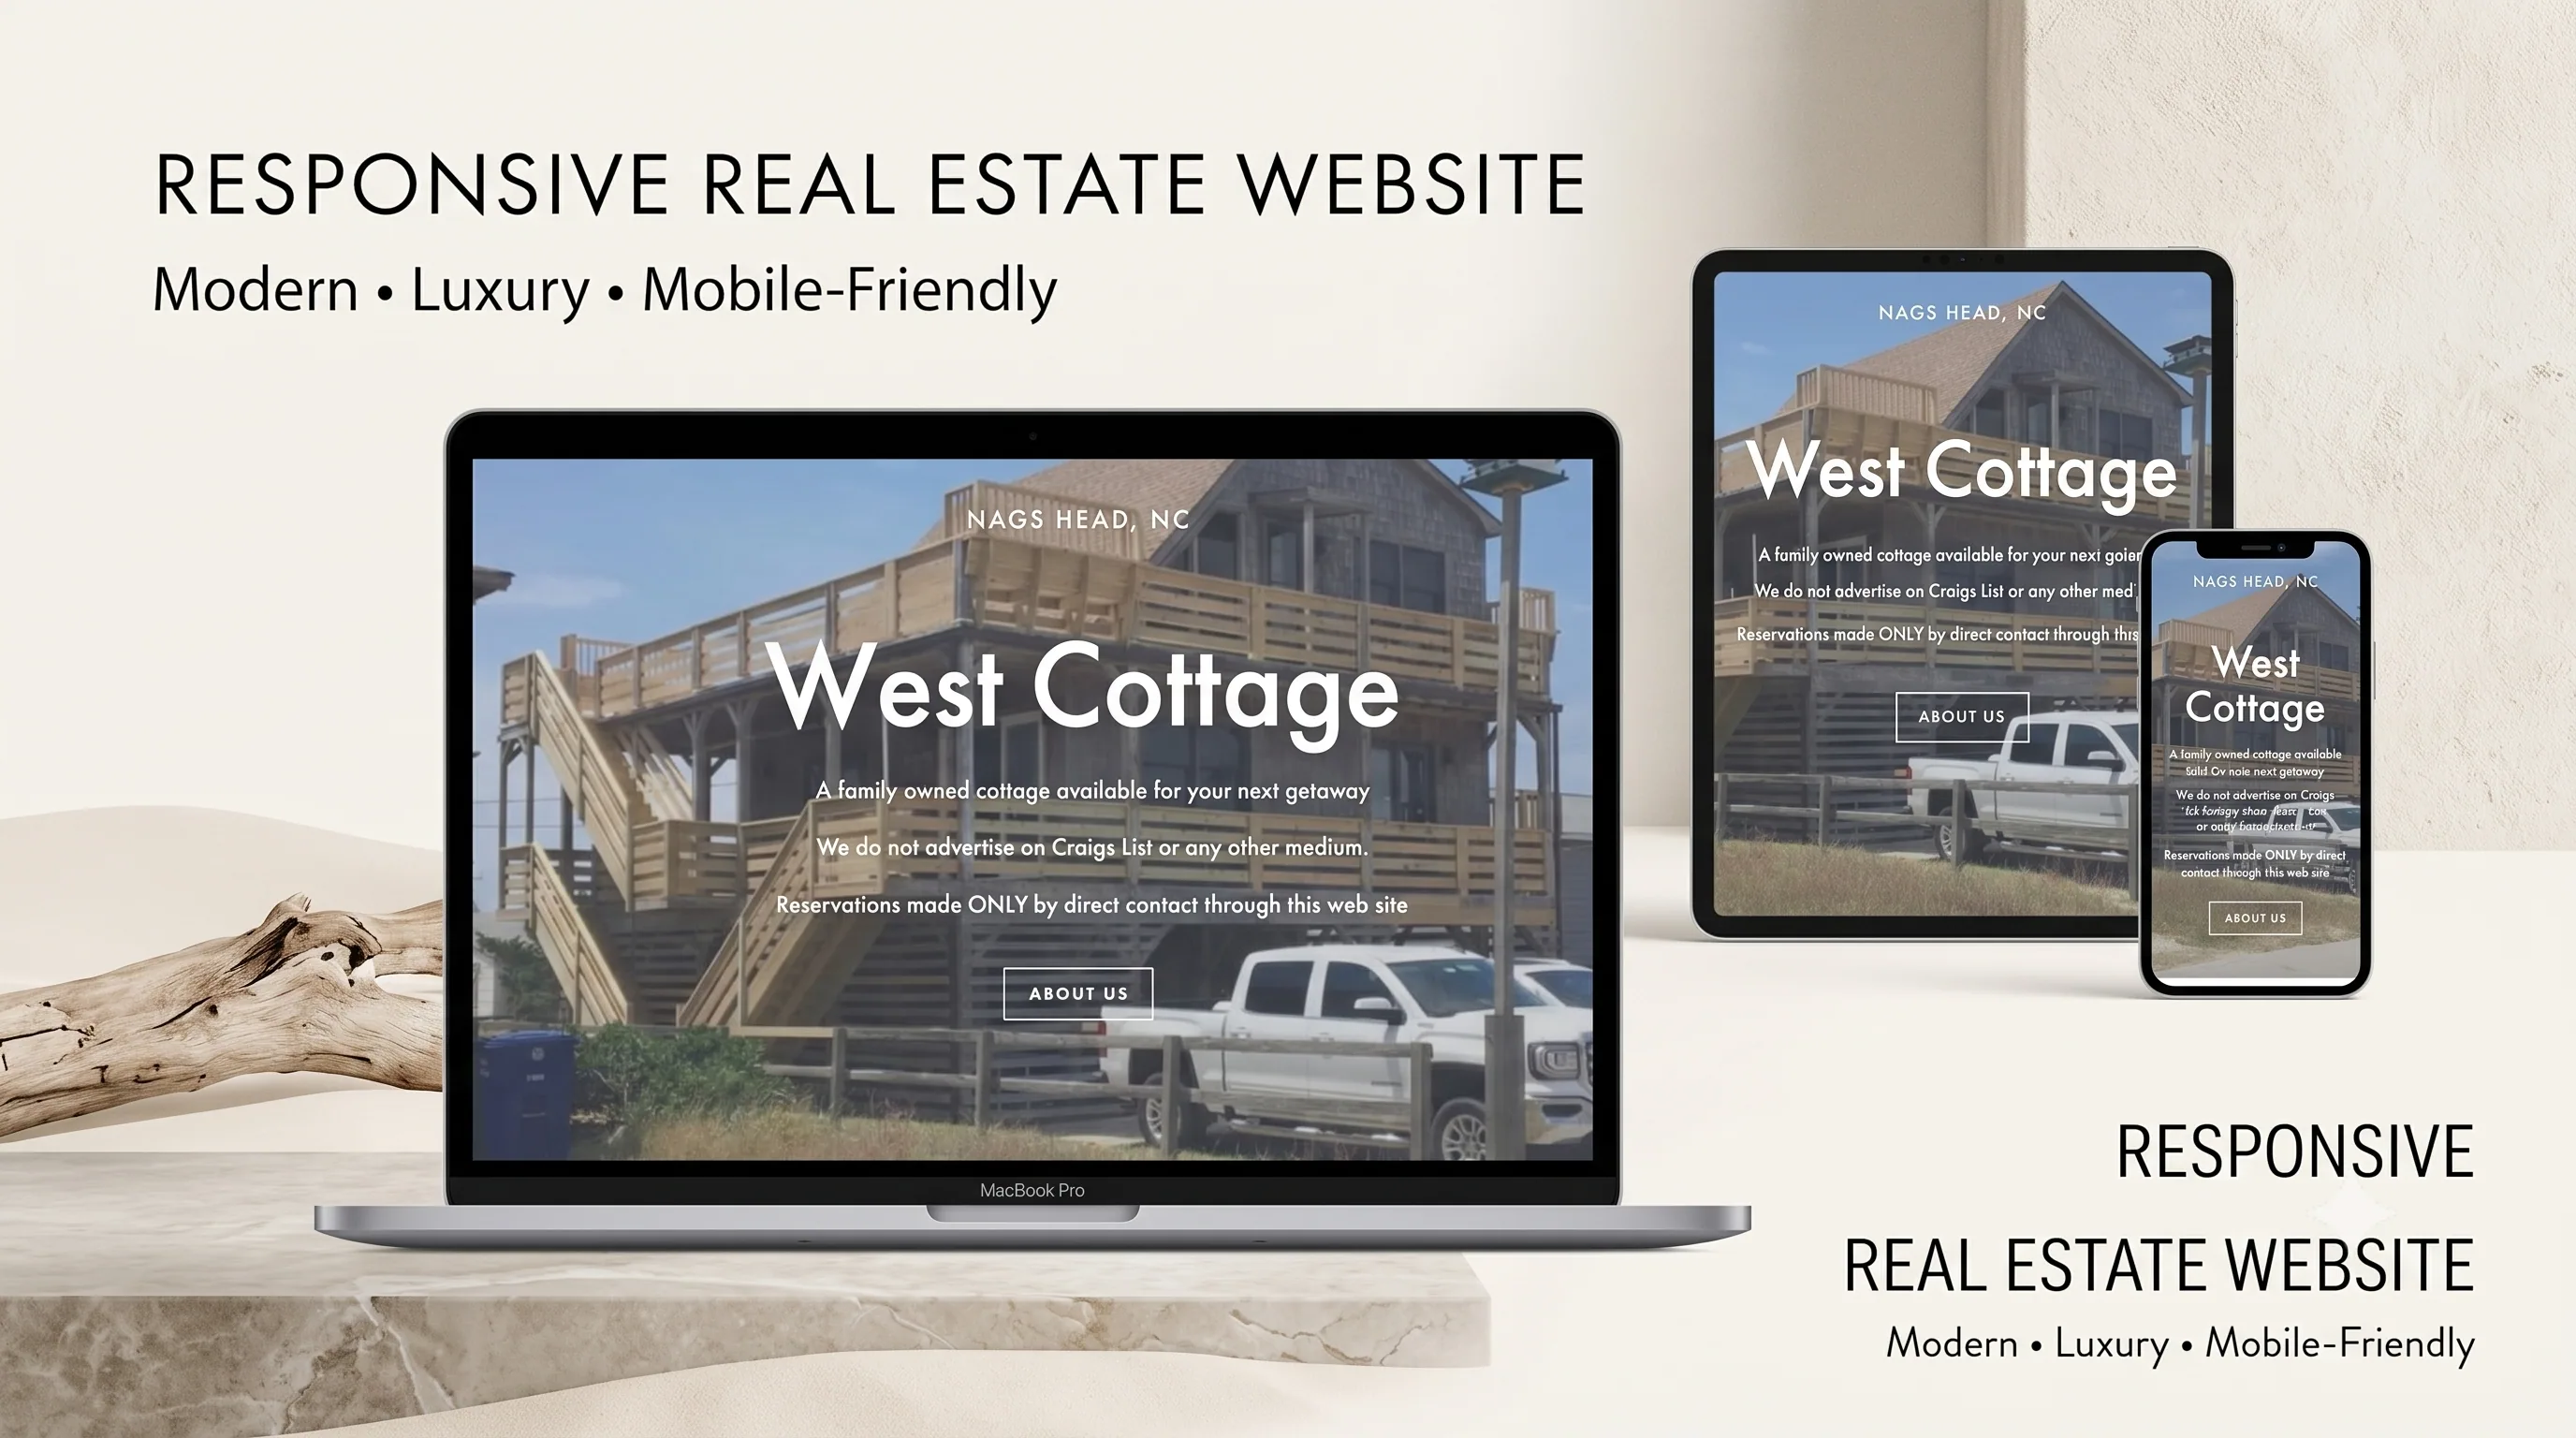 RESPONSIVE REAL ESTATE WEBSITE
Modern • Luxury • Mobile-Friendly
NAGS HEAD, NC
West Cottage
A family owned cottage available for your next getaway
We do not advertise on Craigs List or any other medium.
Reservations made ONLY by direct contact through this web site
ABOUT US
MacBook Pro
NAGS HEAD, NC
West Cottage
A family owned cottage available for your next goier
We do not advertise on Craigs List or any other med
Reservations made ONLY by direct contact through this
ABOUT US
NAGS HEAD, NC
West
Cottage
A family owned cottage available
next getaway
We do not advertise on Croigs
or only
Reservations made ONLY by direct
contact through this web site
ABOUT US
RESPONSIVE
REAL ESTATE WEBSITE
Modern • Luxury • Mobile-Friendly